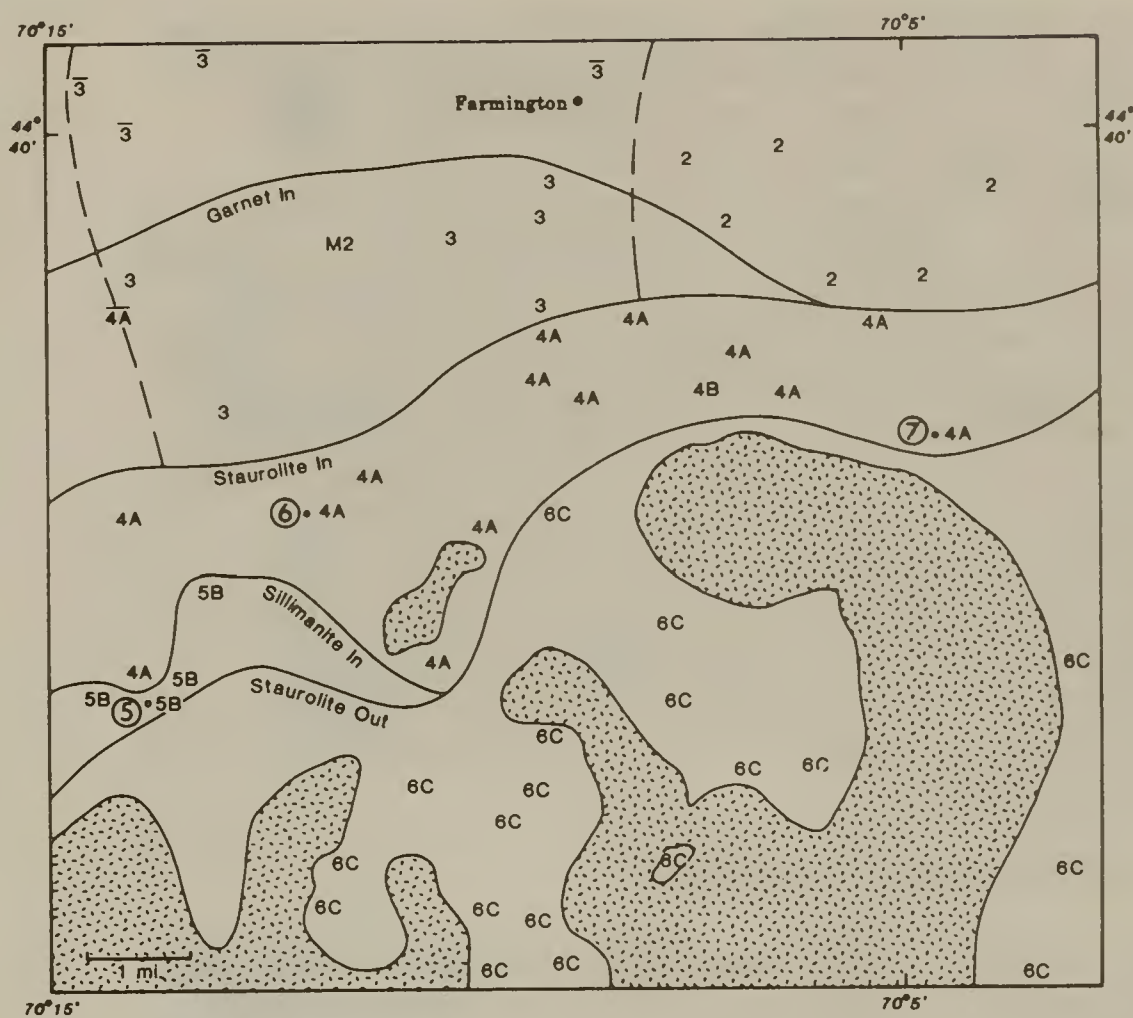 70°15'
70°5'
3̅
3̅
3̅
3̅
Farmington
44°
40'
44°
40'
2
2
2
3
Garnet In
3
2
M2
3
3
2
2
3
4A̅
4A
4A
4A
4A
4A
4A
4B
4A
3
⑦ 4A
Staurolite In
4A
4A
⑥ 4A
4A
6C
5B
Sillimanite In
6C
4A
4A
6C
5B
5B
⑤ 5B
Staurolite Out
6C
6C
6C
6C
6C
6C
6C
6C
6C
6C
6C
6C
6C
1 mi.
6C
6C
6C
70°15'
70°5'